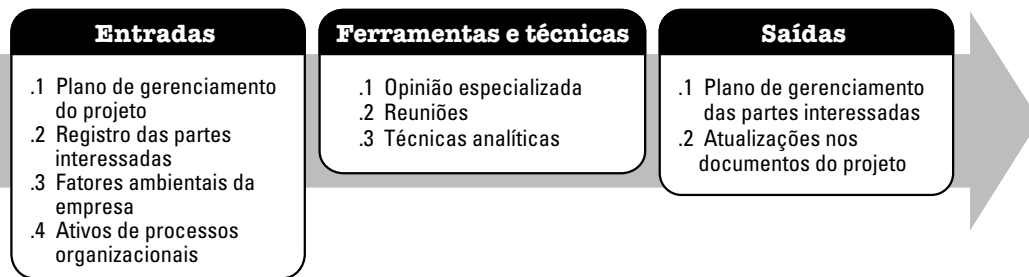 Entradas
.1 Plano de gerenciamento
do projeto
.2 Registro das partes
interessadas
.3 Fatores ambientais da
empresa
.4 Ativos de processos
organizacionais
Ferramentas e técnicas
.1 Opinião especializada
.2 Reuniões
.3 Técnicas analíticas
Saídas
.1 Plano de gerenciamento
das partes interessadas
.2 Atualizações nos
documentos do projeto